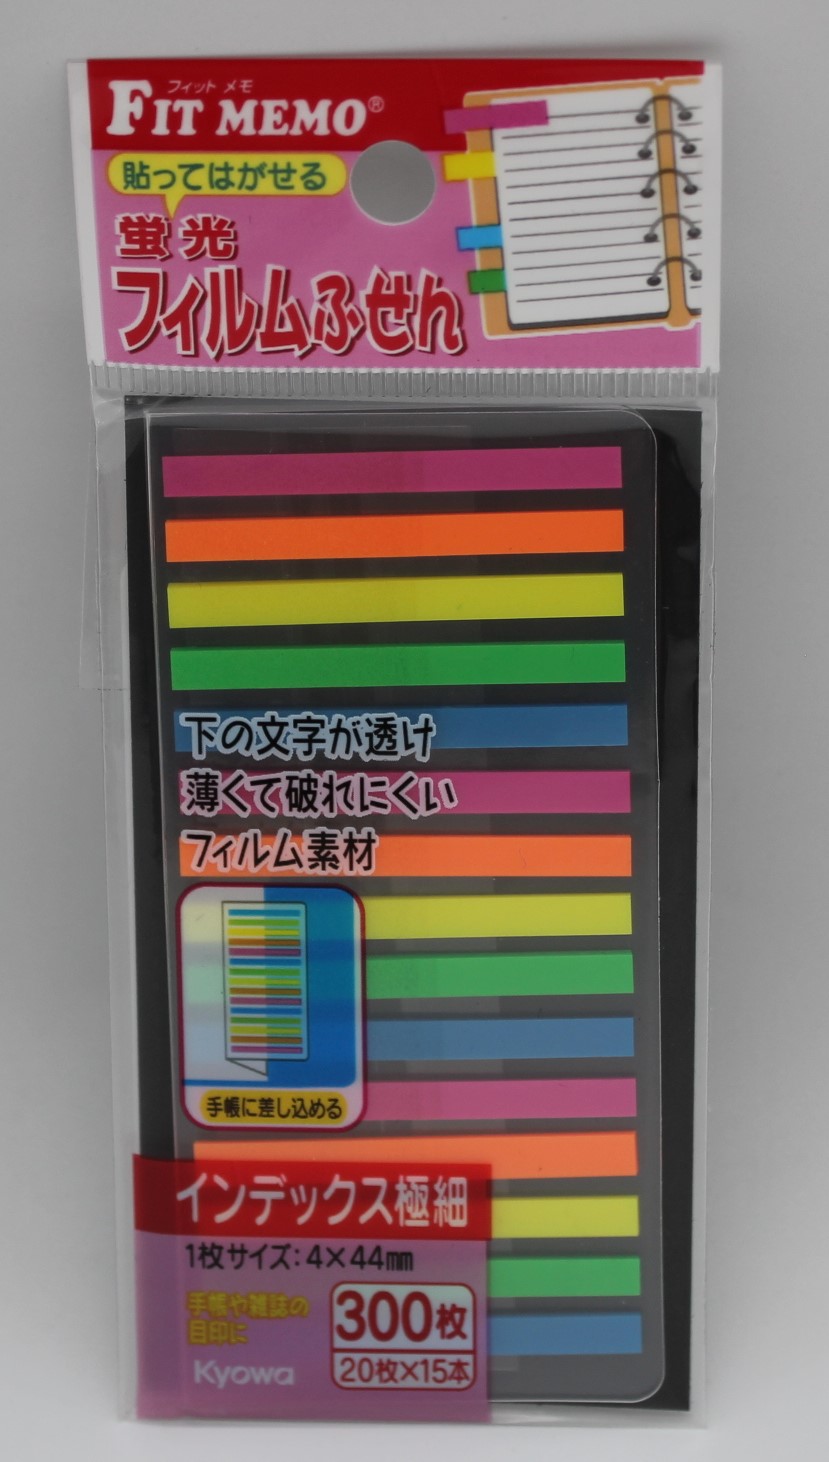 フィット メモ
FIT MEMO®
貼ってはがせる
蛍光
フィルムふせん
下の文字が透け
薄くて破れにくい
フィルム素材
手帳に差し込める
インデックス極細
1枚サイズ:4×44㎜
手帳や雑誌の
目印に
300枚
20枚×15本
Kyowa